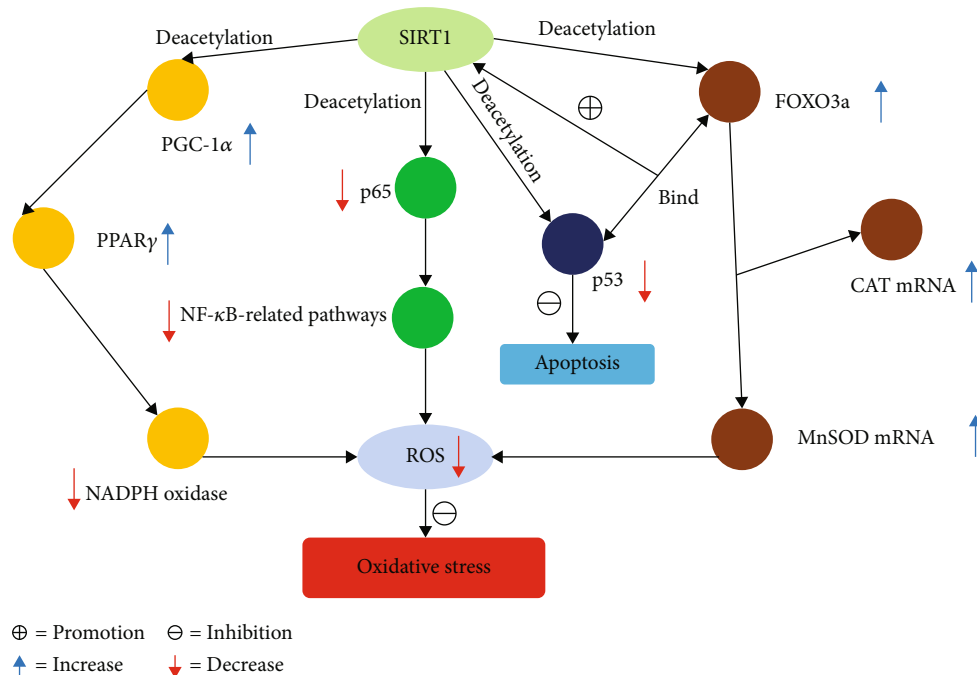 Deacetylation
SIRT1
Deacetylation
Deacetylation
Deacetylation
FOXO3a
PGC-1α
p65
Bind
PPARγ
p53
CAT mRNA
NF-κB-related pathways
Apoptosis
MnSOD mRNA
ROS
NADPH oxidase
Oxidative stress
⊕ = Promotion ⊖ = Inhibition
↑ = Increase ↓ = Decrease